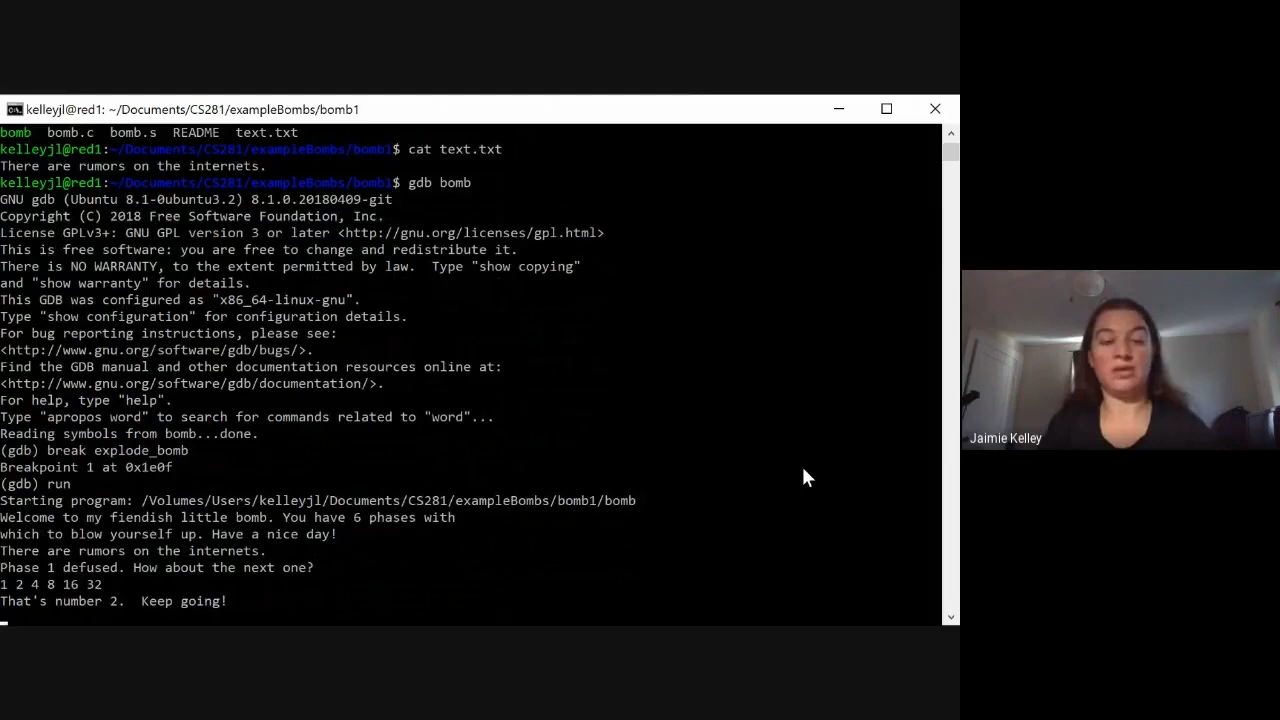 kelleyjl@red1: ~/Documents/CS281/exampleBombs/bomb1
bomb  bomb.c  bomb.s  README  text.txt
kelleyjl@red1:~/Documents/CS281/exampleBombs/bomb1$ cat text.txt
There are rumors on the internets.
kelleyjl@red1:~/Documents/CS281/exampleBombs/bomb1$ gdb bomb
GNU gdb (Ubuntu 8.1-0ubuntu3.2) 8.1.0.20180409-git
Copyright (C) 2018 Free Software Foundation, Inc.
License GPLv3+: GNU GPL version 3 or later <http://gnu.org/licenses/gpl.html>
This is free software: you are free to change and redistribute it.
There is NO WARRANTY, to the extent permitted by law.  Type "show copying"
and "show warranty" for details.
This GDB was configured as "x86_64-linux-gnu".
Type "show configuration" for configuration details.
For bug reporting instructions, please see:
<http://www.gnu.org/software/gdb/bugs/>.
Find the GDB manual and other documentation resources online at:
<http://www.gnu.org/software/gdb/documentation/>.
For help, type "help".
Type "apropos word" to search for commands related to "word"...
Reading symbols from bomb...done.
(gdb) break explode_bomb
Breakpoint 1 at 0x1e0f
(gdb) run
Starting program: /Volumes/Users/kelleyjl/Documents/CS281/exampleBombs/bomb1/bomb
Welcome to my fiendish little bomb. You have 6 phases with
which to blow yourself up. Have a nice day!
There are rumors on the internets.
Phase 1 defused. How about the next one?
1 2 4 8 16 32
That's number 2.  Keep going!
Jaimie Kelley